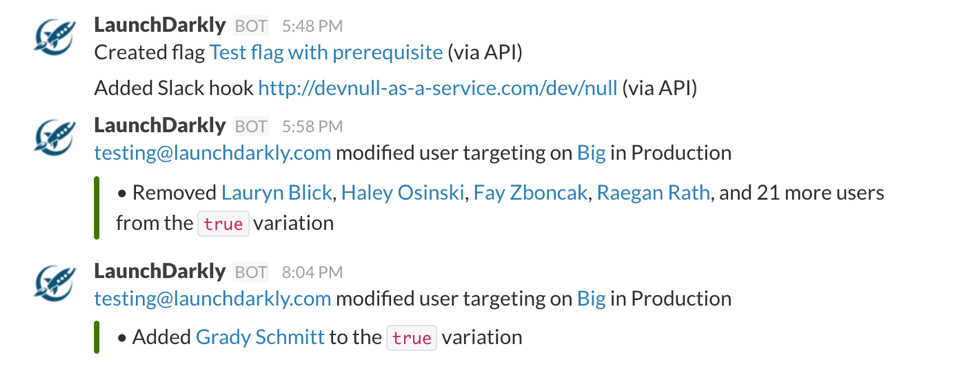 LaunchDarkly BOT 5:48 PM
Created flag Test flag with prerequisite (via API)
Added Slack hook http://devnull-as-a-service.com/dev/null (via API)
LaunchDarkly BOT 5:58 PM
testing@launchdarkly.com modified user targeting on Big in Production
• Removed Lauryn Blick, Haley Osinski, Fay Zboncak, Raegan Rath, and 21 more users
from the true variation
LaunchDarkly BOT 8:04 PM
testing@launchdarkly.com modified user targeting on Big in Production
• Added Grady Schmitt to the true variation